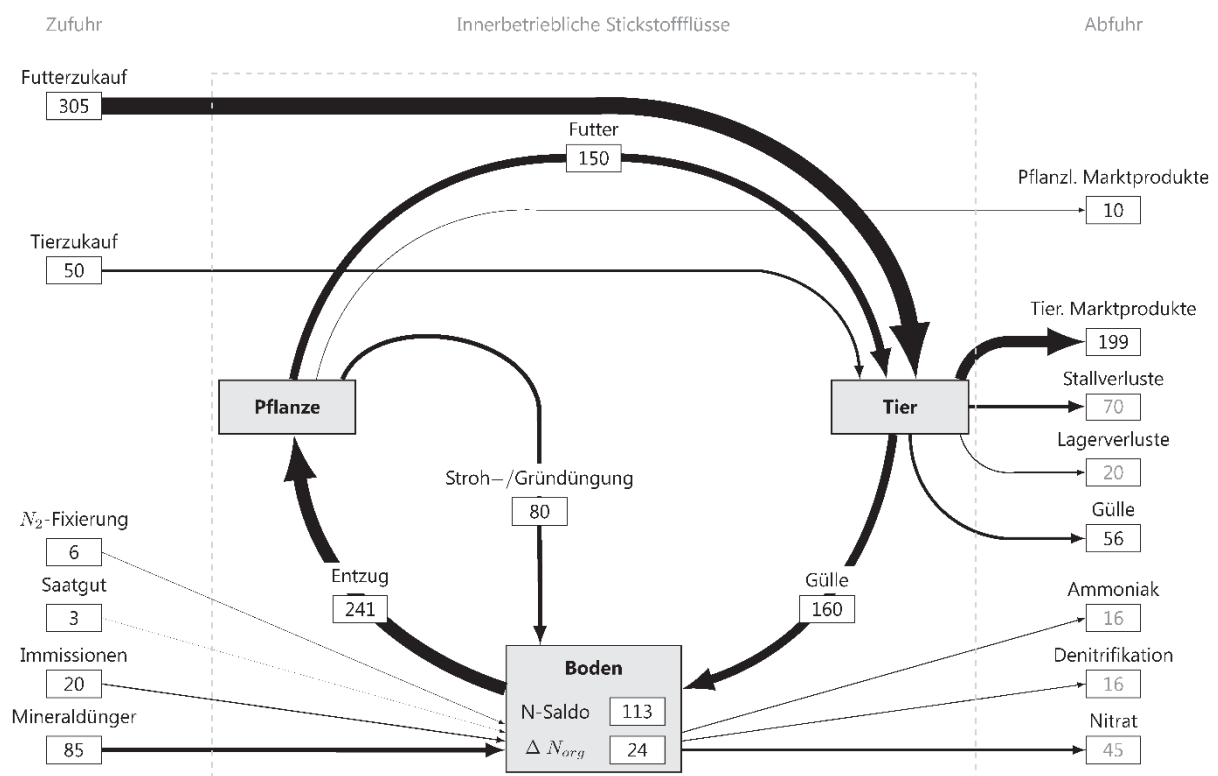 Zufuhr
Innerbetriebliche Stickstoffflüsse
Abfuhr
Futterzukauf
305
Futter
150
Pflanzl. Marktprodukte
10
Tierzukauf
50
Tier. Marktprodukte
199
Pflanze
Tier
Stallverluste
70
Lagerverluste
20
Stroh−/Gründüngung
80
Gülle
56
N₂-Fixierung
6
Entzug
241
Gülle
160
Saatgut
3
Ammoniak
16
Immissionen
20
Boden
Denitrifikation
16
N-Saldo 113
Mineraldünger
85
Δ Nₒᵣg 24
Nitrat
45